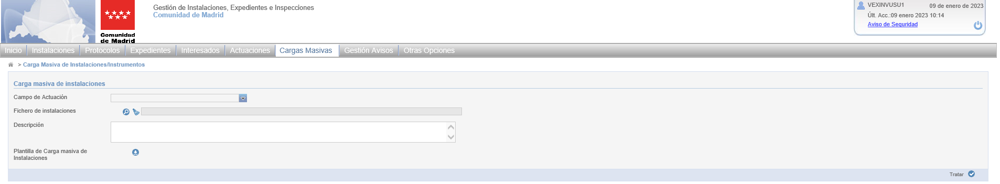 Gestión de Instalaciones, Expedientes e Inspecciones
Comunidad de Madrid
Comunidad
de Madrid
VEXINVUSU1 09 de enero de 2023
Últ. Acc.:09 enero 2023 10:14
Aviso de Seguridad
Inicio Instalaciones Protocolos Expedientes Interesados Actuaciones Cargas Masivas Gestión Avisos Otras Opciones
> Carga Masiva de Instalaciones/Instrumentos
Carga masiva de instalaciones
Campo de Actuación
Fichero de instalaciones
Descripción
Plantilla de Carga masiva de
Instalaciones
Tratar